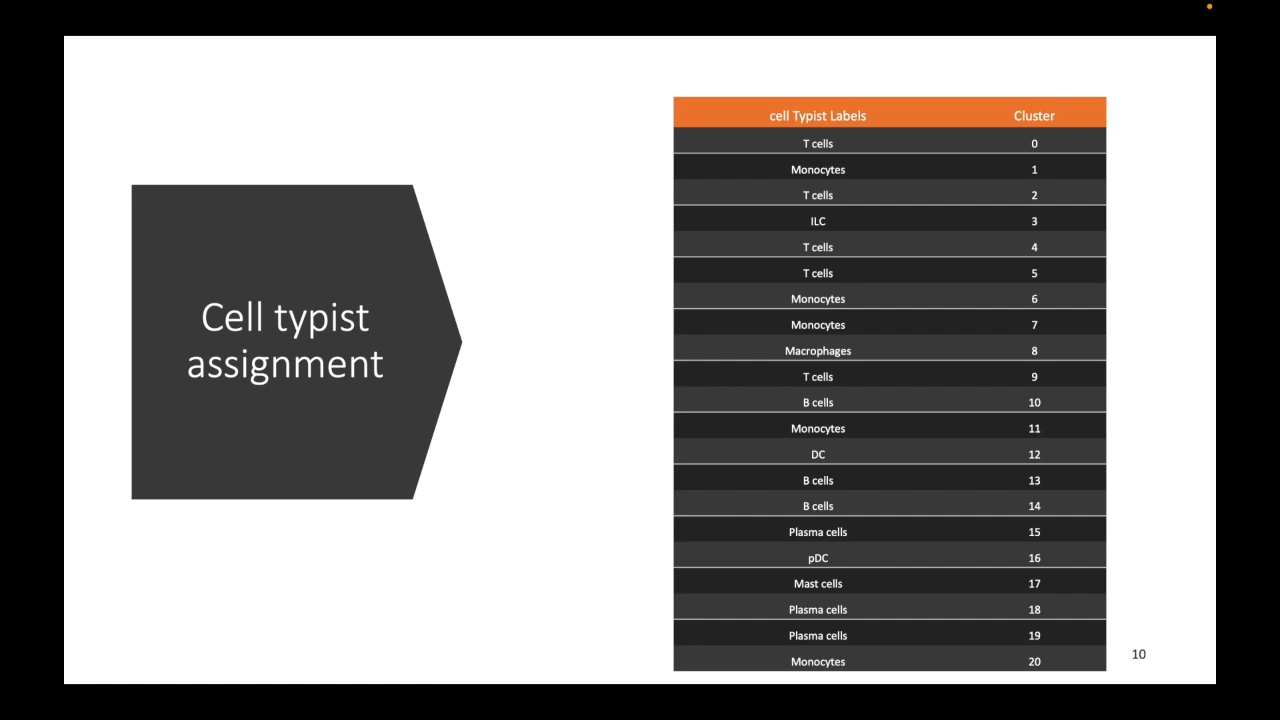 Cell typist
assignment
cell Typist Labels Cluster
T cells 0
Monocytes 1
T cells 2
ILC 3
T cells 4
T cells 5
Monocytes 6
Monocytes 7
Macrophages 8
T cells 9
B cells 10
Monocytes 11
DC 12
B cells 13
B cells 14
Plasma cells 15
pDC 16
Mast cells 17
Plasma cells 18
Plasma cells 19
Monocytes 20
10